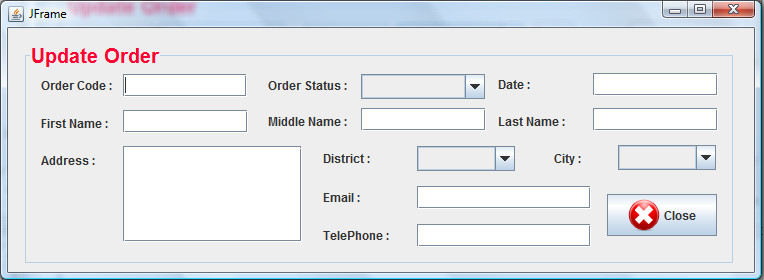 JFrame
Update Order
Order Code : Order Status : Date :
First Name : Middle Name : Last Name :
Address : District : City :
Email :
Close
TelePhone :